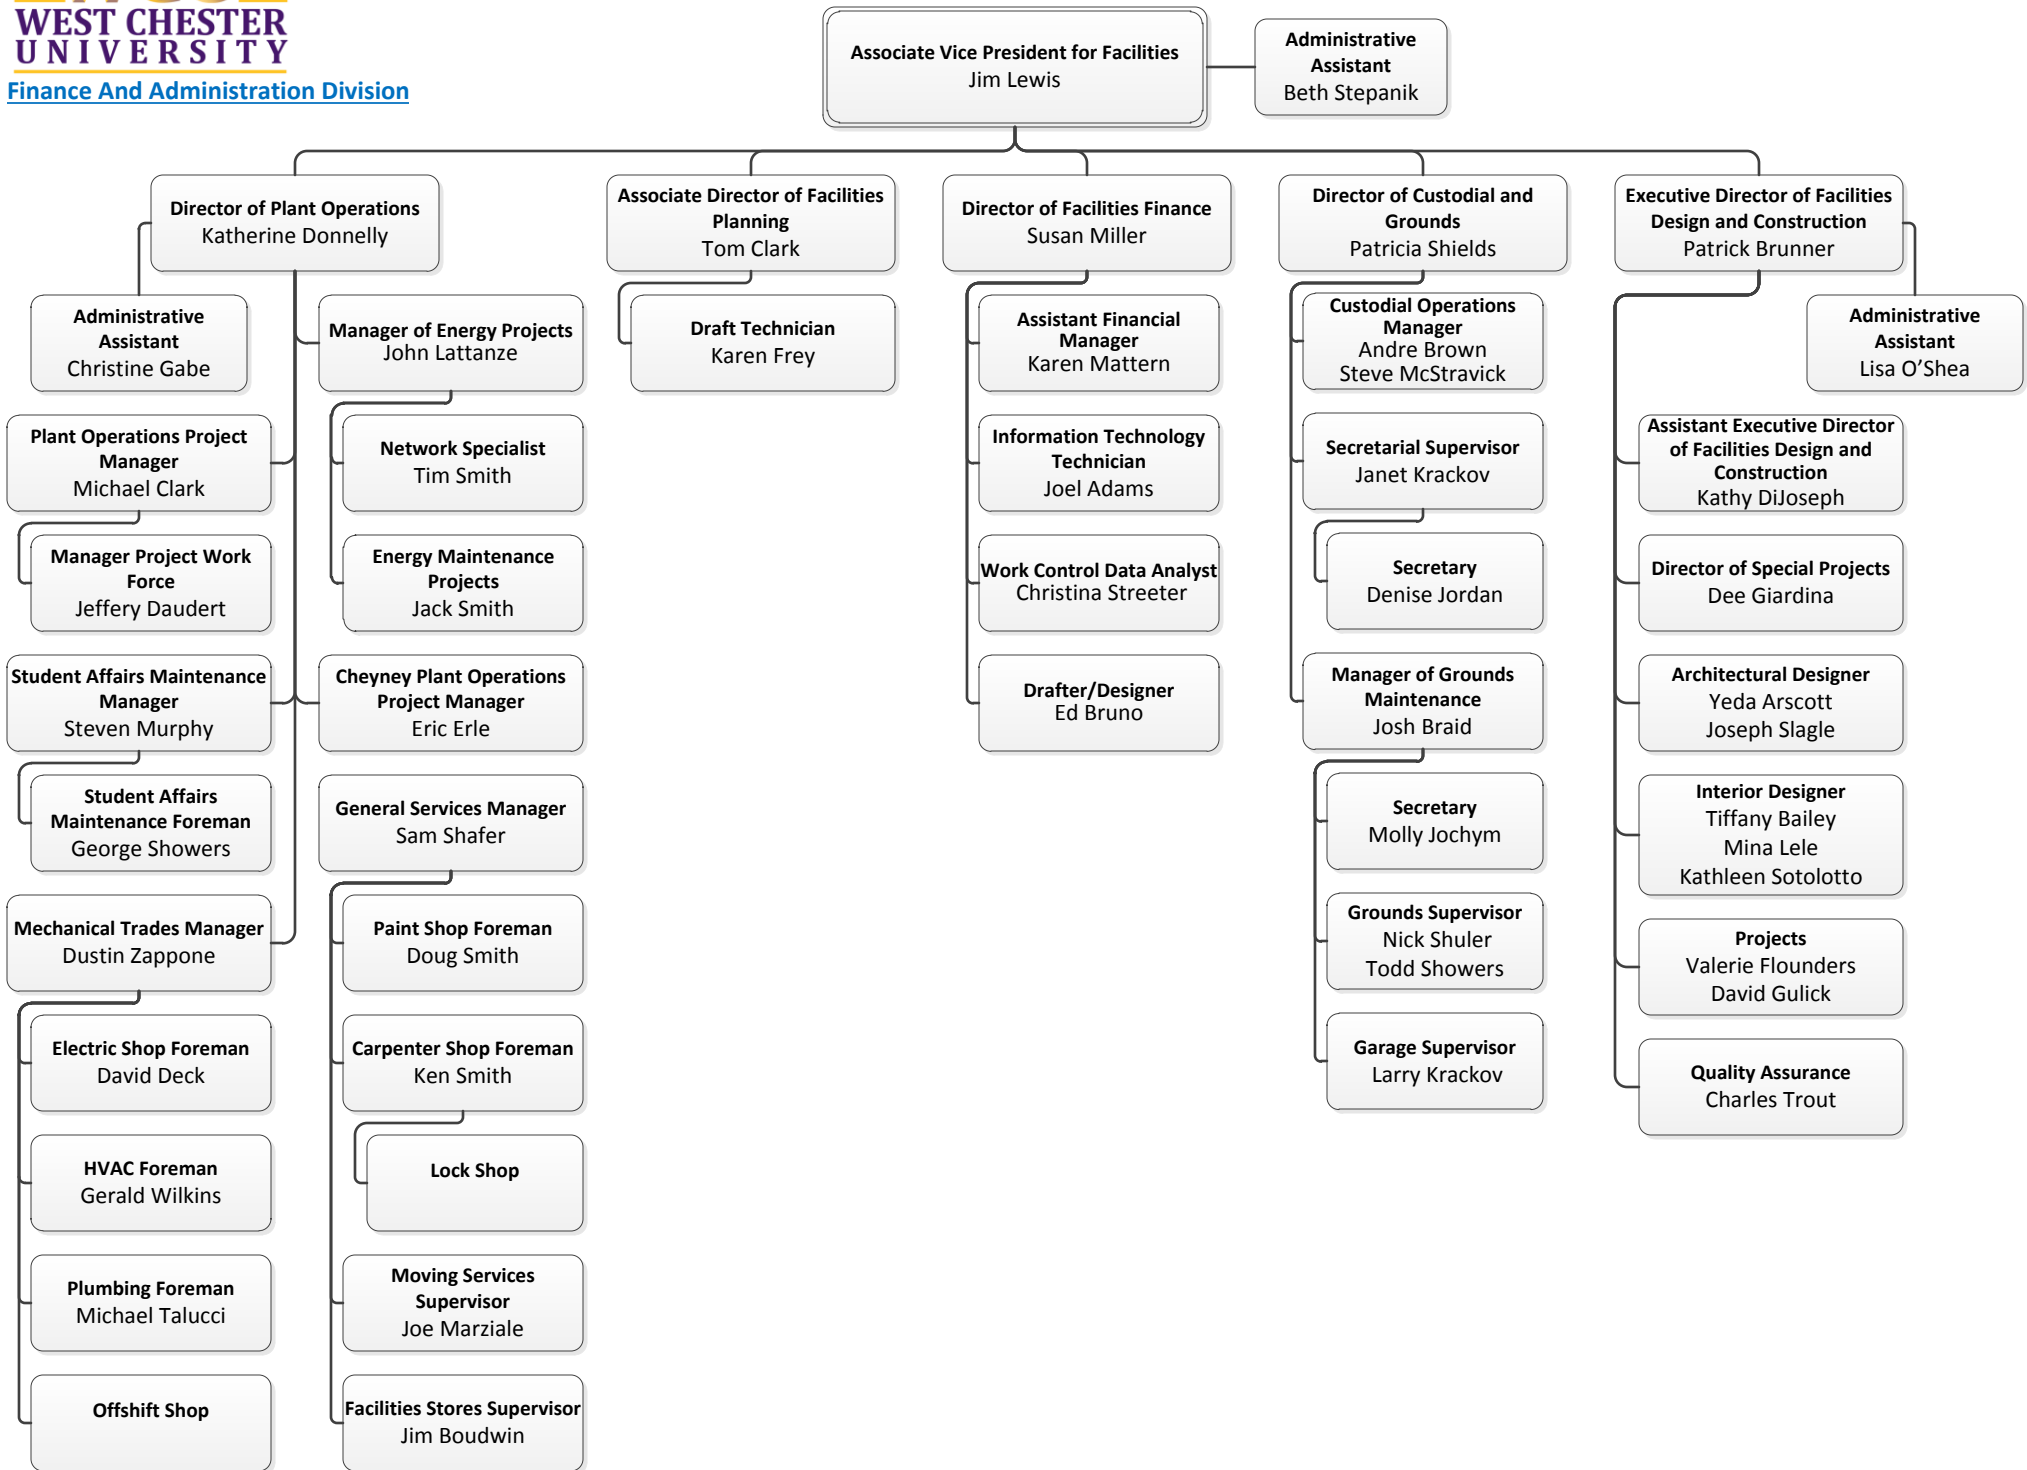 WEST CHESTER
UNIVERSITY
Finance And Administration Division
Associate Vice President for Facilities
Jim Lewis
Administrative
Assistant
Beth Stepanik
Director of Plant Operations
Katherine Donnelly
Administrative
Assistant
Christine Gabe
Manager of Energy Projects
John Lattanze
Network Specialist
Tim Smith
Energy Maintenance
Projects
Jack Smith
Plant Operations Project
Manager
Michael Clark
Manager Project Work
Force
Jeffery Daudert
Student Affairs Maintenance
Manager
Steven Murphy
Student Affairs
Maintenance Foreman
George Showers
Cheyney Plant Operations
Project Manager
Eric Erle
Mechanical Trades Manager
Dustin Zappone
Electric Shop Foreman
David Deck
HVAC Foreman
Gerald Wilkins
Plumbing Foreman
Michael Talucci
Offshift Shop
General Services Manager
Sam Shafer
Paint Shop Foreman
Doug Smith
Carpenter Shop Foreman
Ken Smith
Lock Shop
Moving Services
Supervisor
Joe Marziale
Facilities Stores Supervisor
Jim Boudwin
Associate Director of Facilities
Planning
Tom Clark
Draft Technician
Karen Frey
Director of Facilities Finance
Susan Miller
Assistant Financial
Manager
Karen Mattern
Information Technology
Technician
Joel Adams
Work Control Data Analyst
Christina Streeter
Drafter/Designer
Ed Bruno
Director of Custodial and
Grounds
Patricia Shields
Custodial Operations
Manager
Andre Brown
Steve McStravick
Secretarial Supervisor
Janet Krackov
Secretary
Denise Jordan
Manager of Grounds
Maintenance
Josh Braid
Secretary
Molly Jochym
Grounds Supervisor
Nick Shuler
Todd Showers
Garage Supervisor
Larry Krackov
Executive Director of Facilities
Design and Construction
Patrick Brunner
Administrative
Assistant
Lisa O’Shea
Assistant Executive Director
of Facilities Design and
Construction
Kathy DiJoseph
Director of Special Projects
Dee Giardina
Architectural Designer
Yeda Arscott
Joseph Slagle
Interior Designer
Tiffany Bailey
Mina Lele
Kathleen Sotolotto
Projects
Valerie Flounders
David Gulick
Quality Assurance
Charles Trout